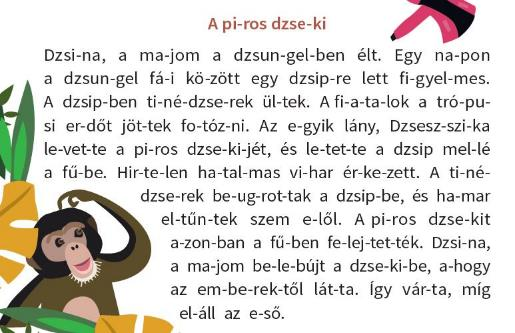 A pi-ros dzse-ki
Dzsi-na, a ma-jom a dzsun-gel-ben élt. Egy na-pon
a dzsun-gel fá-i kö-zött egy dzsip-re lett fi-gyel-mes.
A dzsip-ben ti-né-dzse-rek ül-tek. A fi-a-ta-lok a tró-pu-
si er-dőt jöt-tek fo-tóz-ni. Az e-gyik lány, Dzsesz-szi-ka
le-vet-te a pi-ros dzse-ki-jét, és le-tet-te a dzsip mel-lé
a fű-be. Hir-te-len ha-tal-mas vi-har ér-ke-zett. A ti-né-
dzse-rek be-ug-rot-tak a dzsip-be, és ha-mar
el-tűn-tek szem e-lől. A pi-ros dzse-kit
a-zon-ban a fű-ben fe-lej-tet-ték. Dzsi-na,
a ma-jom be-le-bújt a dzse-ki-be, a-hogy
az em-be-rek-től lát-ta. Így vár-ta, míg
el-áll az e-ső.